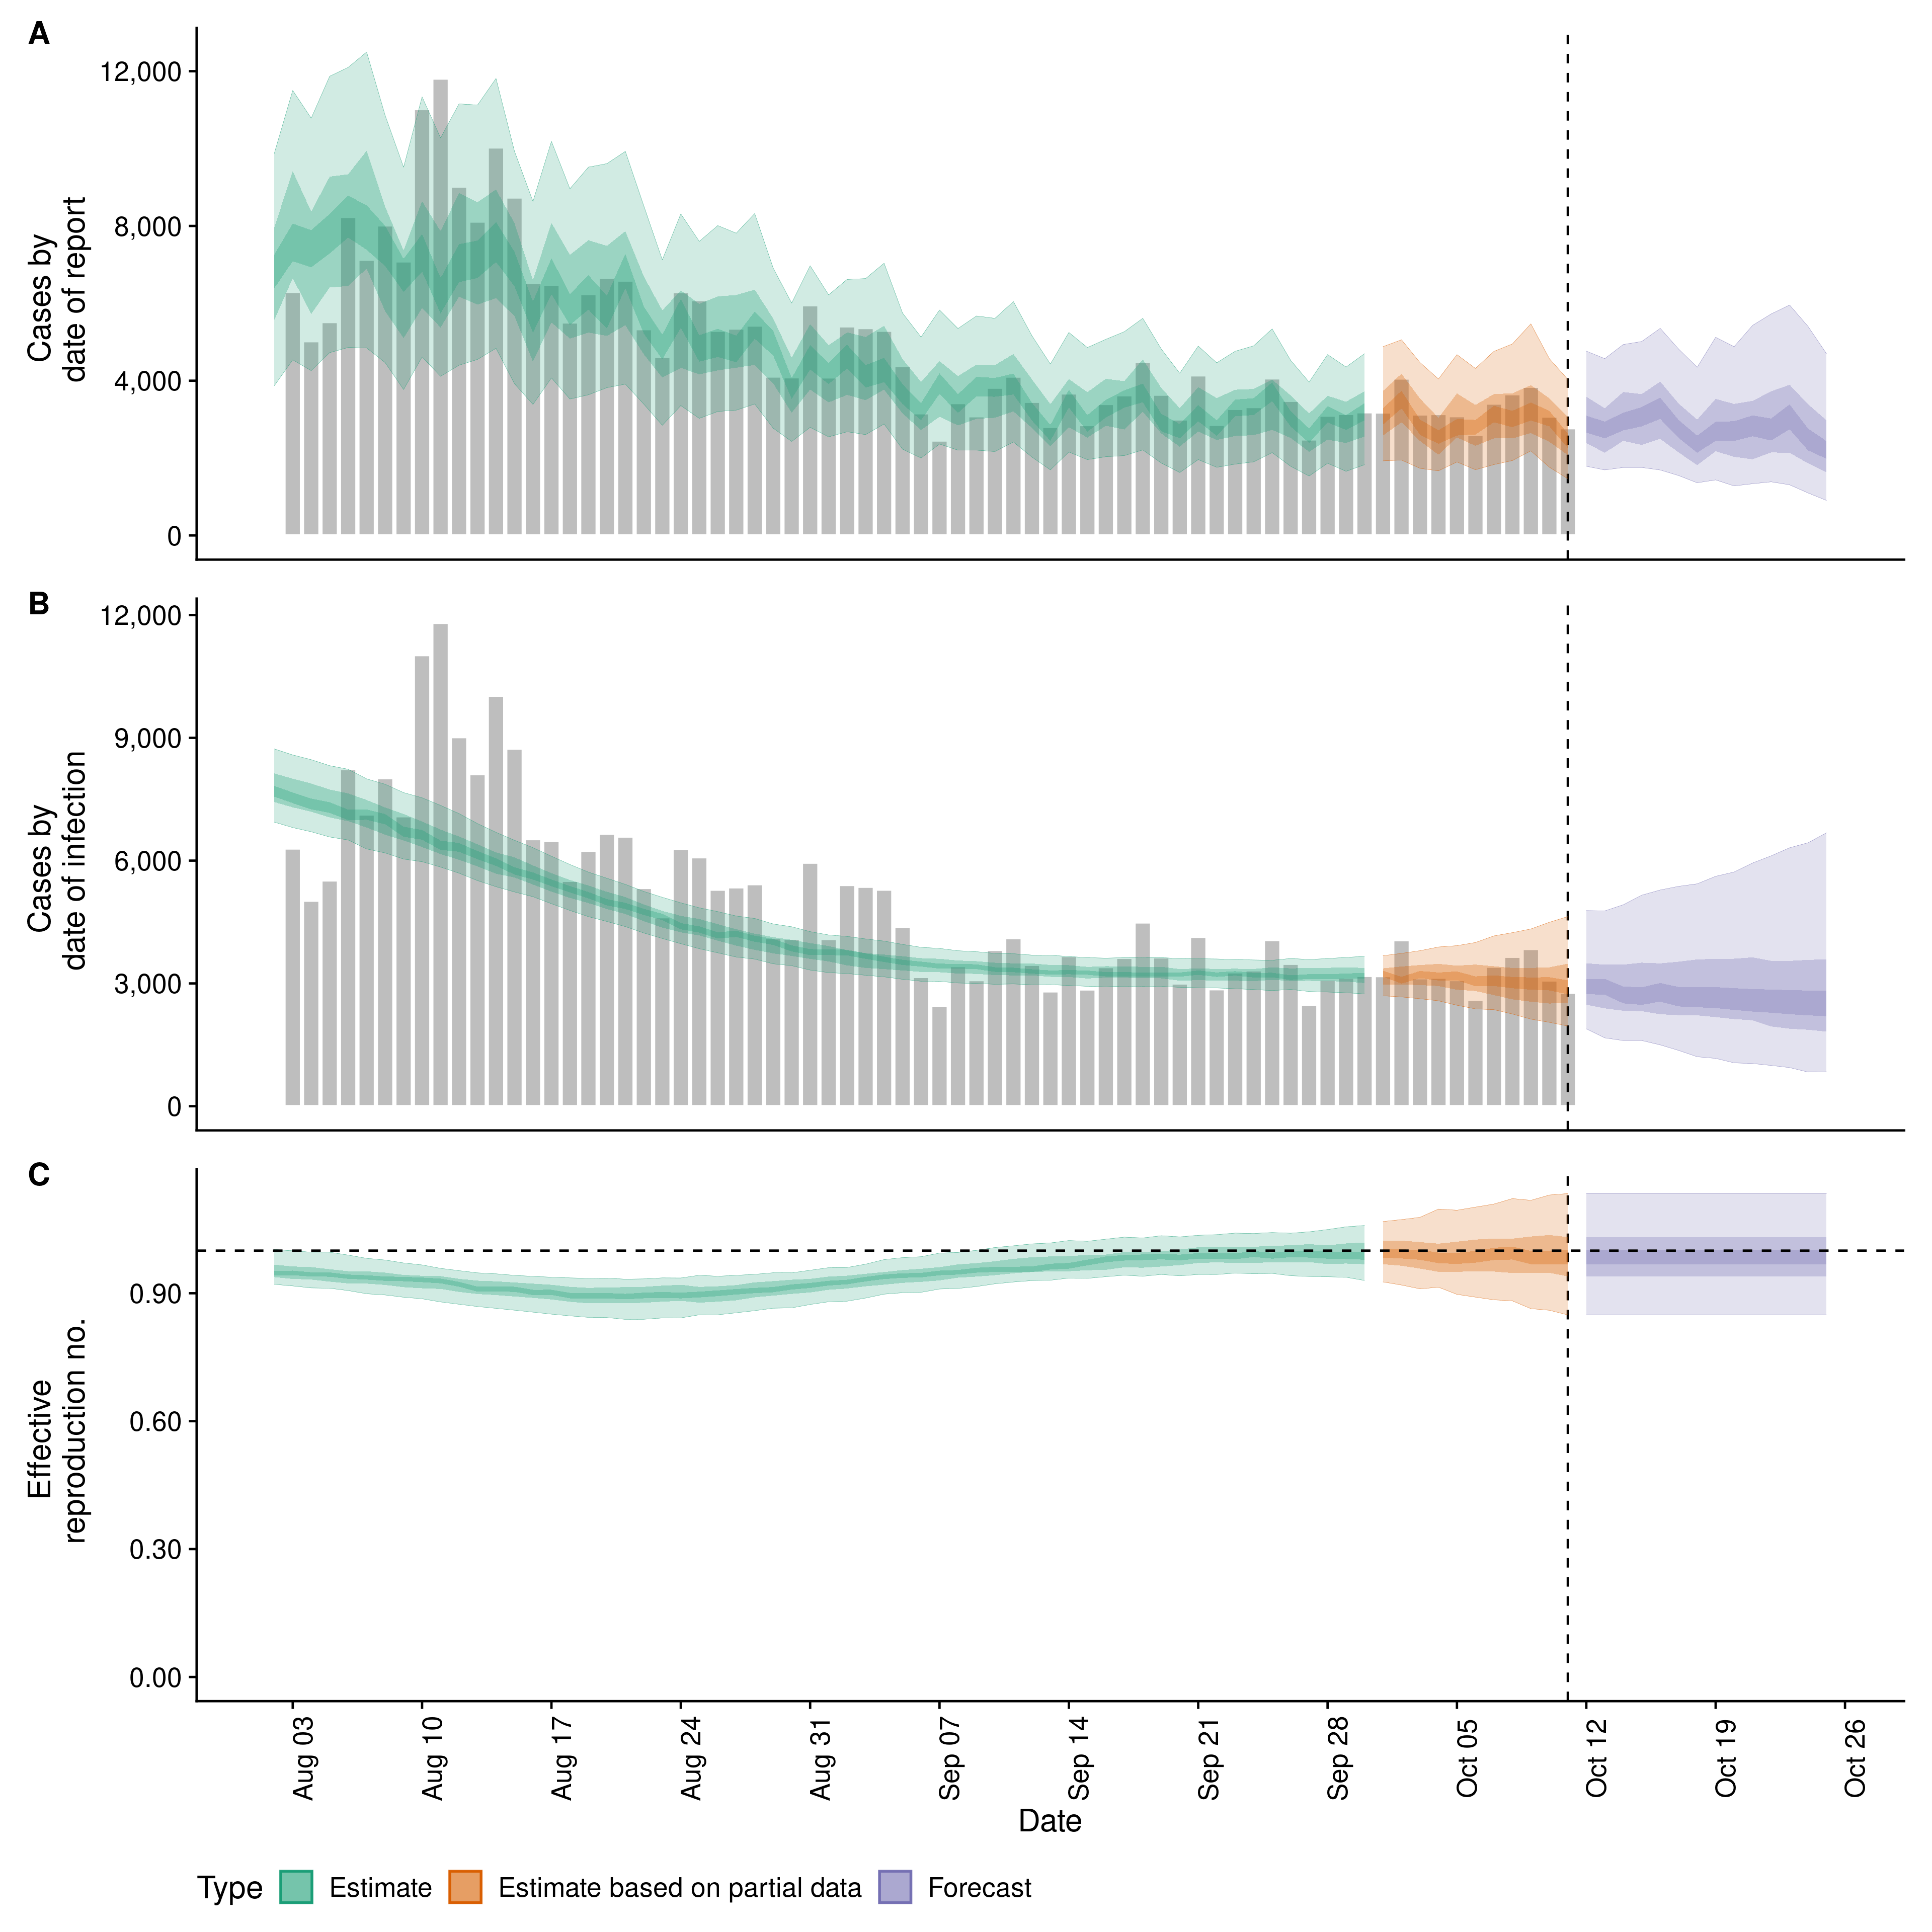 A
12,000
8,000
4,000
0
Cases by
date of report
B
12,000
9,000
6,000
3,000
0
Cases by
date of infection
C
0.90
0.60
0.30
0.00
Effective
reproduction no.
Aug 03
Aug 10
Aug 17
Aug 24
Aug 31
Sep 07
Sep 14
Sep 21
Sep 28
Oct 05
Oct 12
Oct 19
Oct 26
Date
Type Estimate Estimate based on partial data Forecast